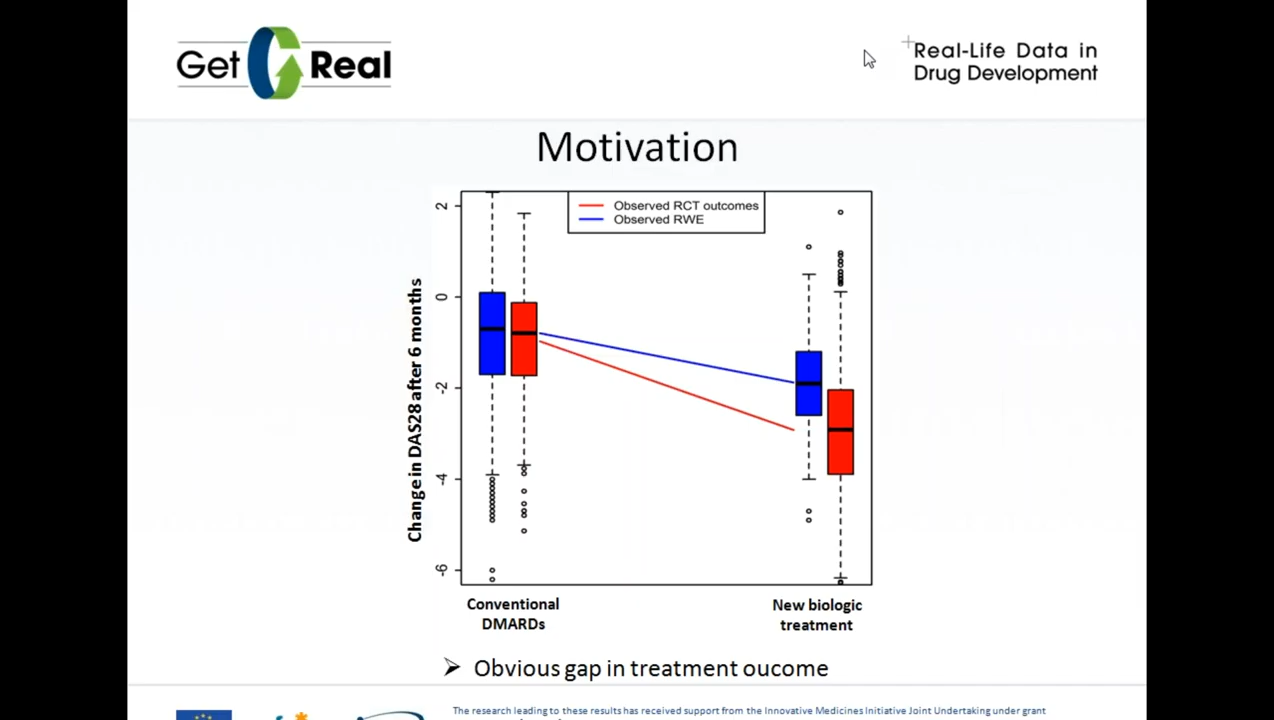 Get Real
Real-Life Data in
Drug Development
Motivation
Observed RCT outcomes
Observed RWE
2
0
-2
-4
-6
Change in DAS28 after 6 months
Conventional
DMARDs
New biologic
treatment
Obvious gap in treatment oucome
The research leading to these results has received support from the Innovative Medicines Initiative Joint Undertaking under grant